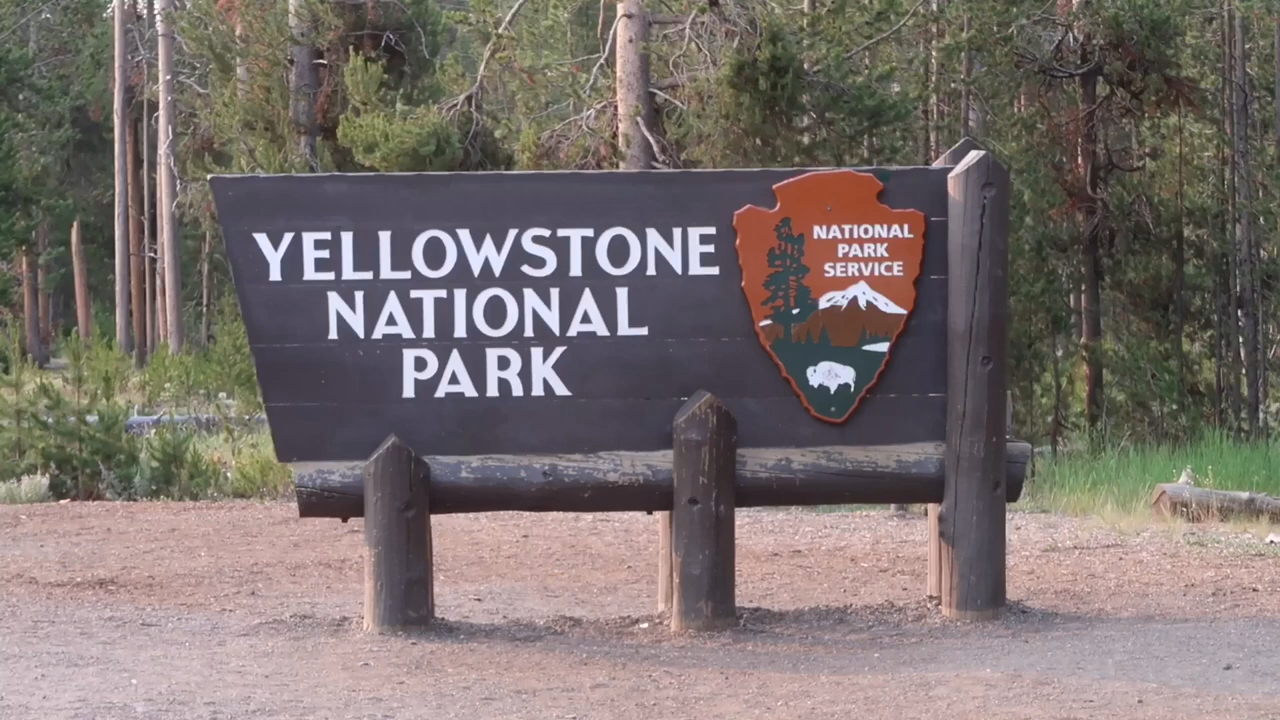 YELLOWSTONE
NATIONAL
PARK
NATIONAL
PARK
SERVICE